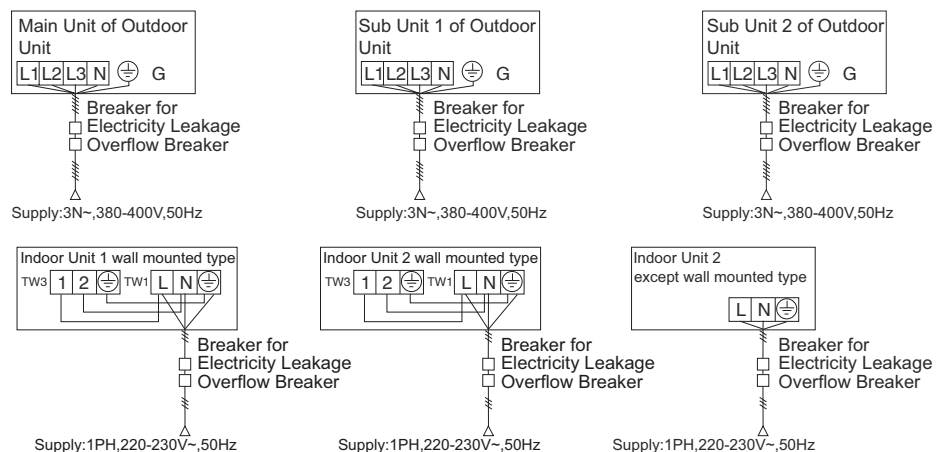 Main Unit of Outdoor
Unit
L1 L2 L3 N G
Breaker for
Electricity Leakage
Overflow Breaker
Supply:3N~,380-400V,50Hz
Sub Unit 1 of Outdoor
Unit
L1 L2 L3 N G
Breaker for
Electricity Leakage
Overflow Breaker
Supply:3N~,380-400V,50Hz
Sub Unit 2 of Outdoor
Unit
L1 L2 L3 N G
Breaker for
Electricity Leakage
Overflow Breaker
Supply:3N~,380-400V,50Hz
Indoor Unit 1 wall mounted type
TW3 1 2 TW1 L N
Breaker for
Electricity Leakage
Overflow Breaker
Supply:1PH,220-230V~,50Hz
Indoor Unit 2 wall mounted type
TW3 1 2 TW1 L N
Breaker for
Electricity Leakage
Overflow Breaker
Supply:1PH,220-230V~,50Hz
Indoor Unit 2
except wall mounted type
L N
Breaker for
Electricity Leakage
Overflow Breaker
Supply:1PH,220-230V~,50Hz